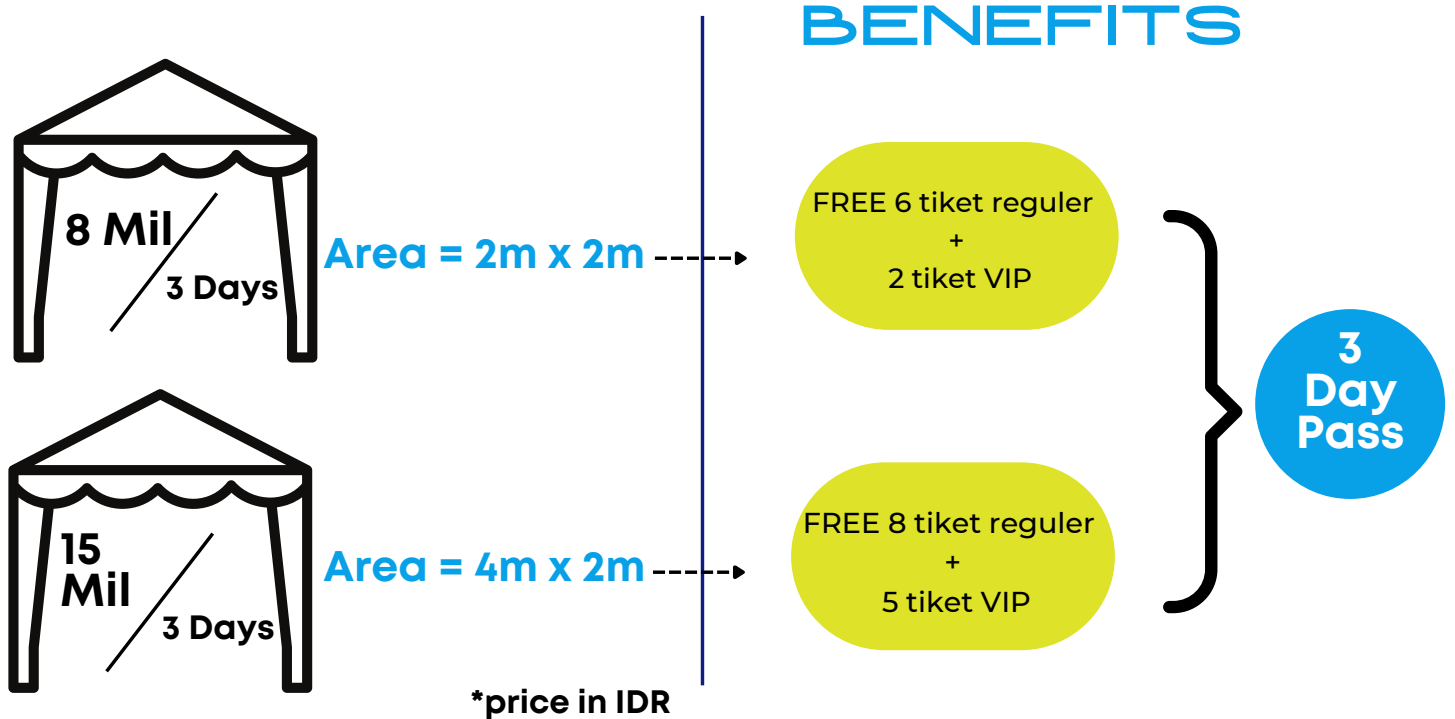 BENEFITS
8 Mil
3 Days
Area = 2m x 2m
FREE 6 tiket reguler
+
2 tiket VIP
3
Day
Pass
15
Mil
3 Days
Area = 4m x 2m
FREE 8 tiket reguler
+
5 tiket VIP
*price in IDR